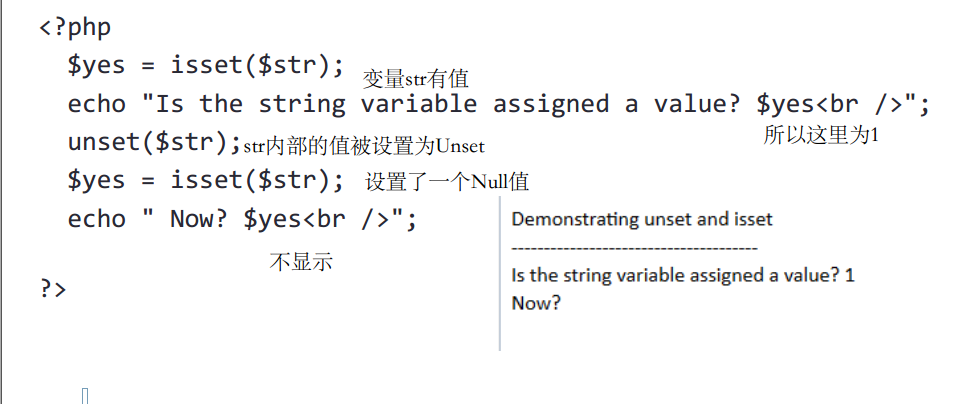 <?php
$yes = isset($str); 变量str有值
echo "Is the string variable assigned a value? $yes<br />";
所以这里为1
unset($str);str内部的值被设置为Unset
$yes = isset($str); 设置了一个Null值
echo " Now? $yes<br />";
不显示
?>
Demonstrating unset and isset
--------------------------------------
Is the string variable assigned a value? 1
Now?